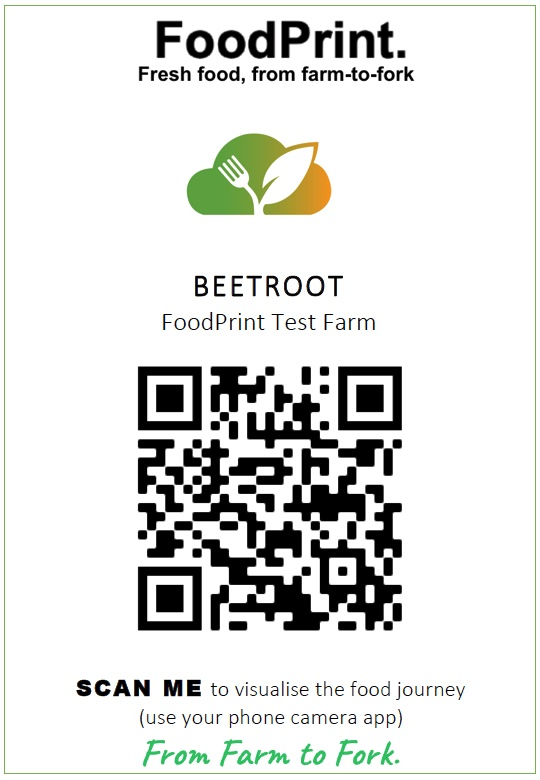 FoodPrint.
Fresh food, from farm-to-fork
BEETROOT
FoodPrint Test Farm
SCAN ME to visualise the food journey
(use your phone camera app)
From Farm to Fork.